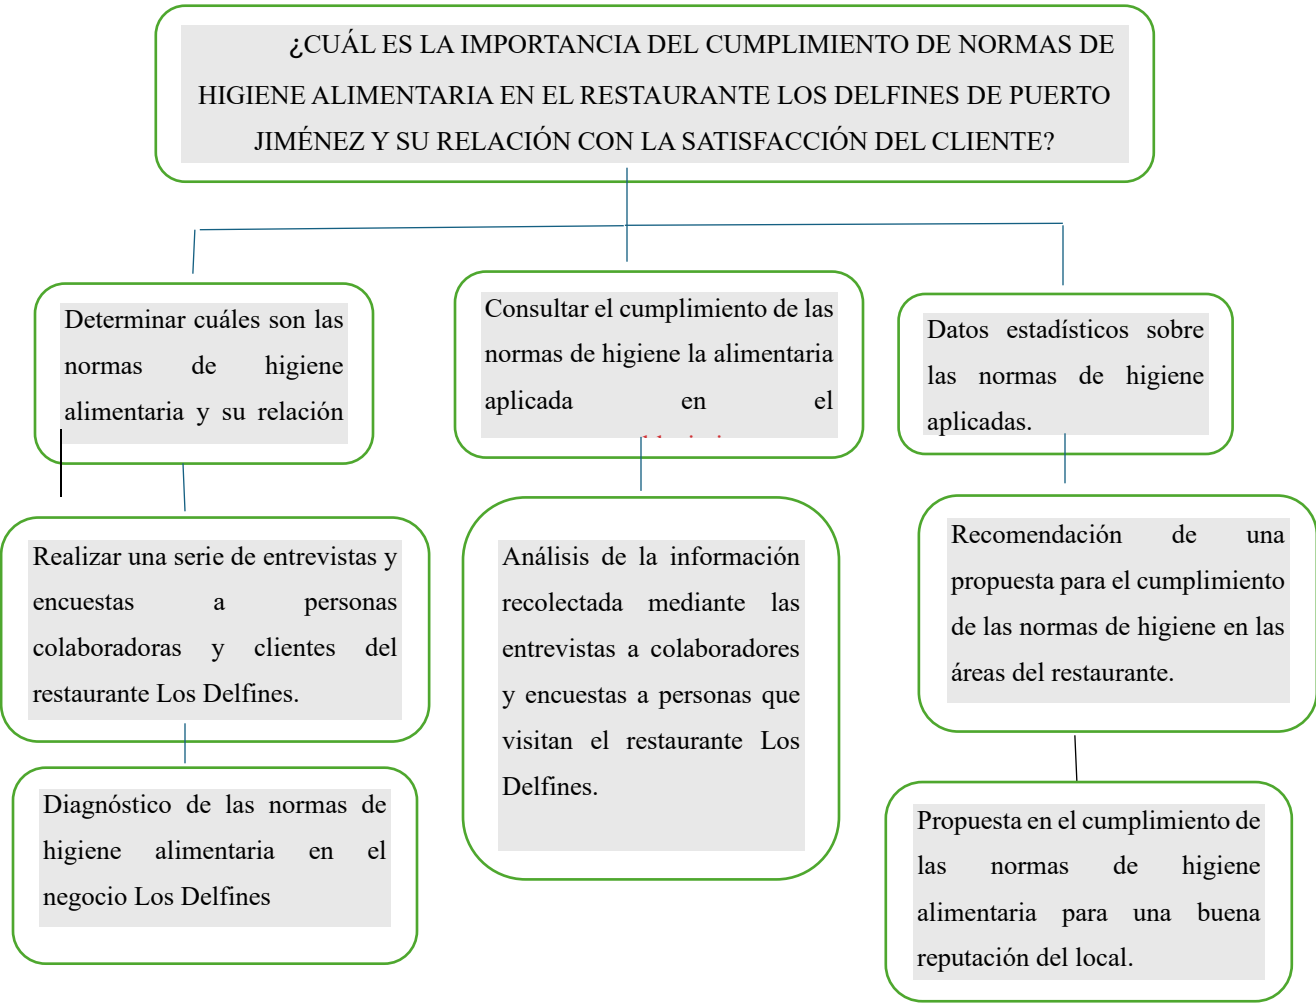 ¿CUÁL ES LA IMPORTANCIA DEL CUMPLIMIENTO DE NORMAS DE
HIGIENE ALIMENTARIA EN EL RESTAURANTE LOS DELFINES DE PUERTO
JIMÉNEZ Y SU RELACIÓN CON LA SATISFACCIÓN DEL CLIENTE?
Determinar cuáles son las
normas de higiene
alimentaria y su relación
Realizar una serie de entrevistas y
encuestas a personas
colaboradoras y clientes del
restaurante Los Delfines.
Diagnóstico de las normas de
higiene alimentaria en el
negocio Los Delfines
Consultar el cumplimiento de las
normas de higiene la alimentaria
aplicada en el
Análisis de la información
recolectada mediante las
entrevistas a colaboradores
y encuestas a personas que
visitan el restaurante Los
Delfines.
Datos estadísticos sobre
las normas de higiene
aplicadas.
Recomendación de una
propuesta para el cumplimiento
de las normas de higiene en las
áreas del restaurante.
Propuesta en el cumplimiento de
las normas de higiene
alimentaria para una buena
reputación del local.